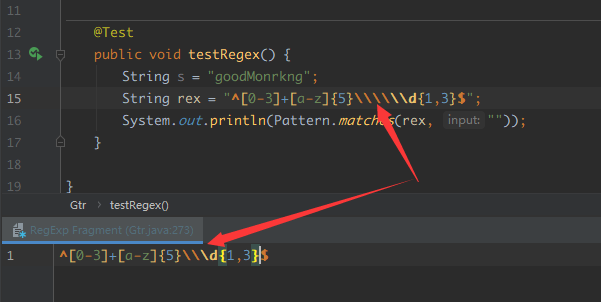 11
12 @Test
13 public void testRegex() {
14 String s = "goodMonrkng";
15 String rex = "^[0-3]+[a-z]{5}\\\\\\d{1,3}$";
16 System.out.println(Pattern.matches(rex, input: ""));
17 }
18
19 }
Gtr testRegex()
RegExp Fragment (Gtr.java:273)
1 ^[0-3]+[a-z]{5}\\\d{1,3}$